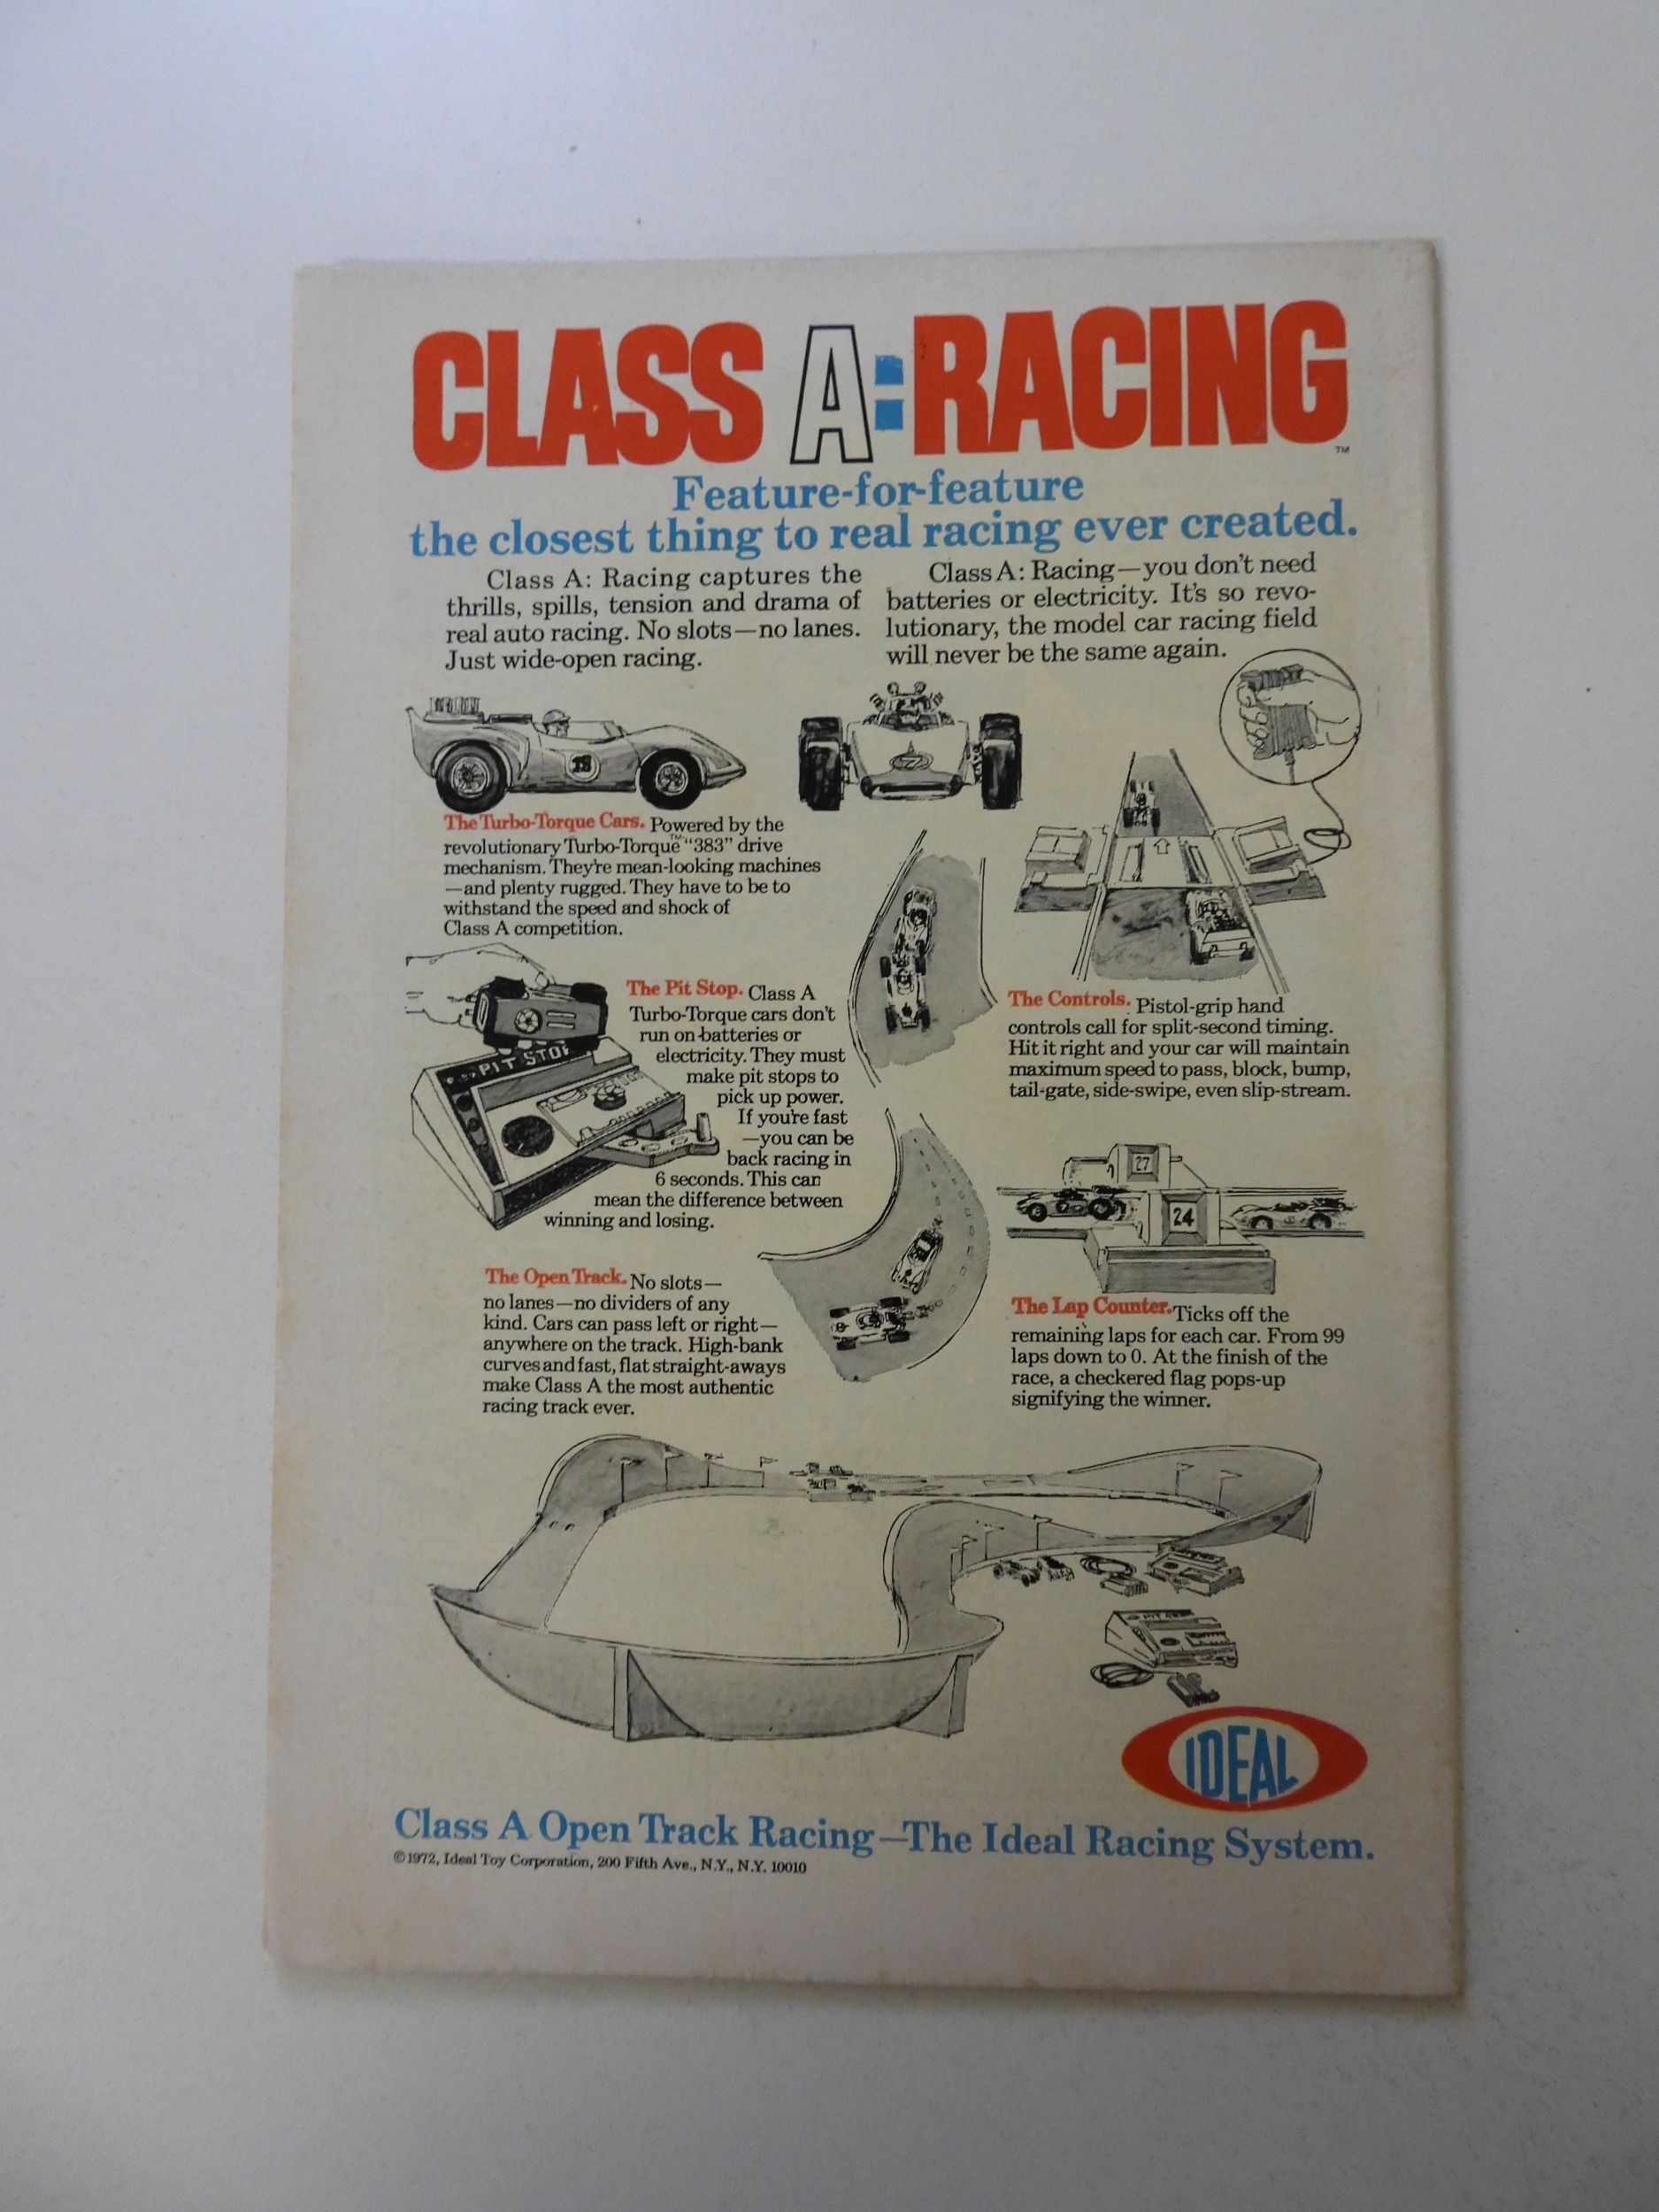 CLASS A: RACING
™
Feature-for-feature
the closest thing to real racing ever created.
Class A: Racing captures the
thrills, spills, tension and drama of
real auto racing. No slots—no lanes.
Just wide-open racing.
Class A: Racing—you don't need
batteries or electricity. It's so revo-
lutionary, the model car racing field
will never be the same again.
The Turbo-Torque Cars. Powered by the
revolutionary Turbo-Torque™ "383" drive
mechanism. They're mean-looking machines
—and plenty rugged. They have to be to
withstand the speed and shock of
Class A competition.
PIT STOP
The Pit Stop. Class A
Turbo-Torque cars don't
run on batteries or
electricity. They must
make pit stops to
pick up power.
If you're fast
—you can be
back racing in
6 seconds. This can
mean the difference between
winning and losing.
The Controls. Pistol-grip hand
controls call for split-second timing.
Hit it right and your car will maintain
maximum speed to pass, block, bump,
tail-gate, side-swipe, even slip-stream.
27
24
The Open Track. No slots—
no lanes—no dividers of any
kind. Cars can pass left or right—
anywhere on the track. High-bank
curves and fast, flat straight-aways
make Class A the most authentic
racing track ever.
The Lap Counter. Ticks off the
remaining laps for each car. From 99
laps down to 0. At the finish of the
race, a checkered flag pops-up
signifying the winner.
IDEAL
Class A Open Track Racing—The Ideal Racing System.
©1972, Ideal Toy Corporation, 200 Fifth Ave., N.Y., N.Y. 10010